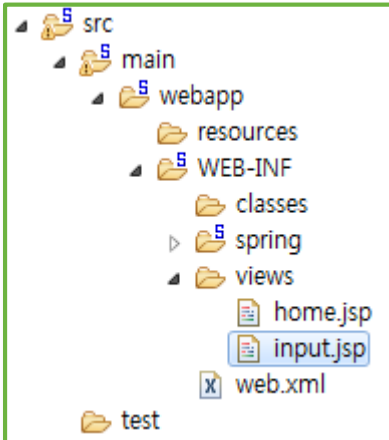 src
main
webapp
resources
WEB-INF
classes
spring
views
home.jsp
input.jsp
web.xml
test